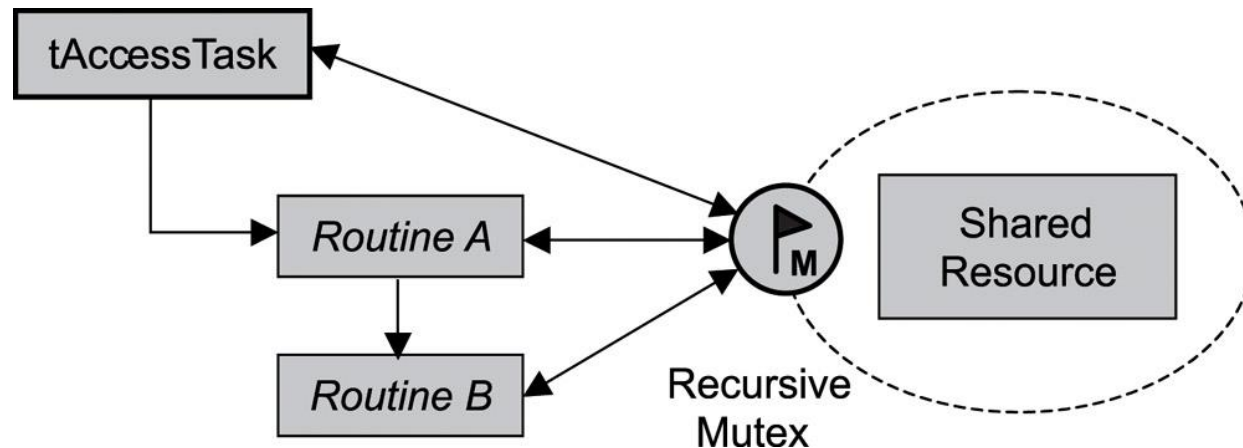 tAccessTask
Routine A
Routine B
M
Recursive
Mutex
Shared
Resource